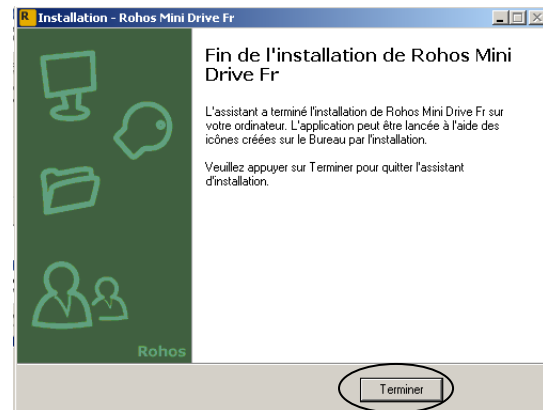 R Installation - Rohos Mini Drive Fr
Fin de l'installation de Rohos Mini
Drive Fr
L'assistant a terminé l'installation de Rohos Mini Drive Fr sur
votre ordinateur. L'application peut être lancée à l'aide des
icônes créées sur le Bureau par l'installation.
Veuillez appuyer sur Terminer pour quitter l'assistant
d'installation.
Rohos
Terminer